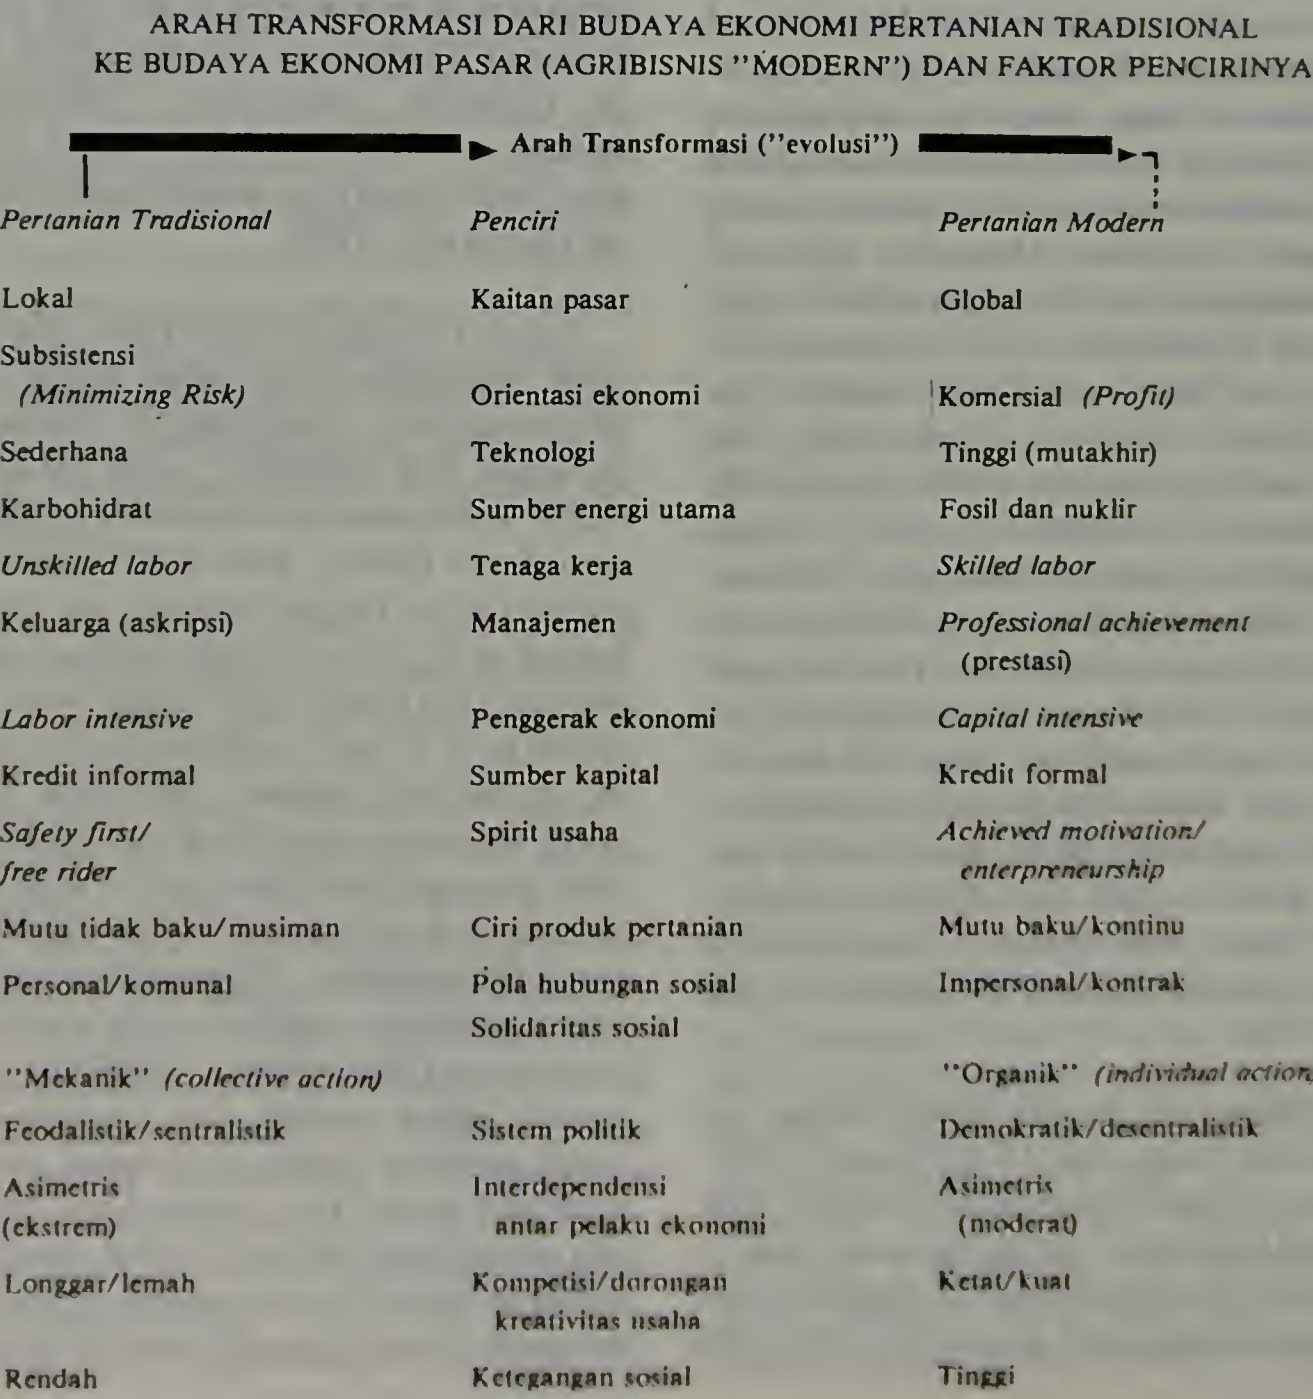 ARAH TRANSFORMASI DARI BUDAYA EKONOMI PERTANIAN TRADISIONAL
KE BUDAYA EKONOMI PASAR (AGRIBISNIS ''MODERN'') DAN FAKTOR PENCIRINYA
Arah Transformasi (''evolusi'')
Pertanian Tradisional Penciri Pertanian Modern
Lokal Kaitan pasar Global
Subsistensi
(Minimizing Risk) Orientasi ekonomi Komersial (Profit)
Sederhana Teknologi Tinggi (mutakhir)
Karbohidrat Sumber energi utama Fosil dan nuklir
Unskilled labor Tenaga kerja Skilled labor
Keluarga (askripsi) Manajemen Professional achievement
(prestasi)
Labor intensive Penggerak ekonomi Capital intensive
Kredit informal Sumber kapital Kredit formal
Safety first/ Spirit usaha Achieved motivation/
free rider enterpreneurship
Mutu tidak baku/musiman Ciri produk pertanian Mutu baku/kontinu
Personal/komunal Pola hubungan sosial Impersonal/kontrak
Solidaritas sosial
''Mekanik'' (collective action) ''Organik'' (individual action)
Feodalistik/sentralistik Sistem politik Demokratik/desentralistik
Asimetris Interdependensi Asimetris
(ekstrem) antar pelaku ekonomi (moderat)
Longgar/lemah Kompetisi/dorongan Ketat/kuat
kreativitas usaha
Rendah Ketegangan sosial Tinggi